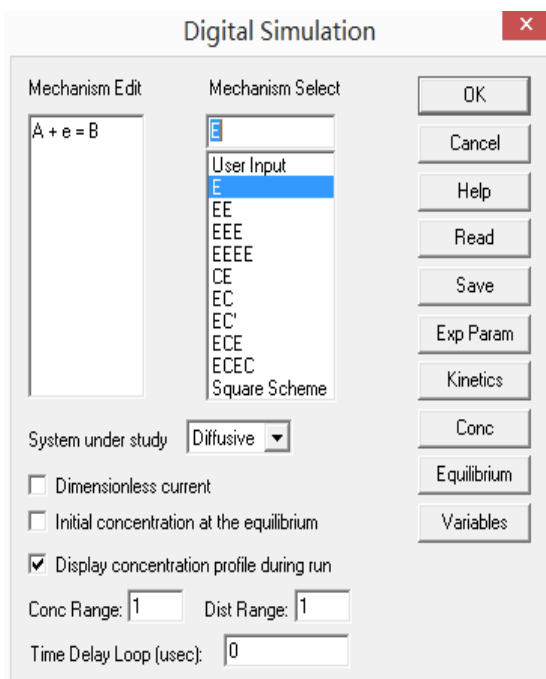 Digital Simulation
×
Mechanism Edit
A + e = B
Mechanism Select
E
User Input
E
EE
EEE
EEEE
CE
EC
EC'
ECE
ECEC
Square Scheme
OK
Cancel
Help
Read
Save
Exp Param
Kinetics
Conc
Equilibrium
Variables
System under study Diffusive
Dimensionless current
Initial concentration at the equilibrium
Display concentration profile during run
Conc Range: 1 Dist Range: 1
Time Delay Loop (usec): 0